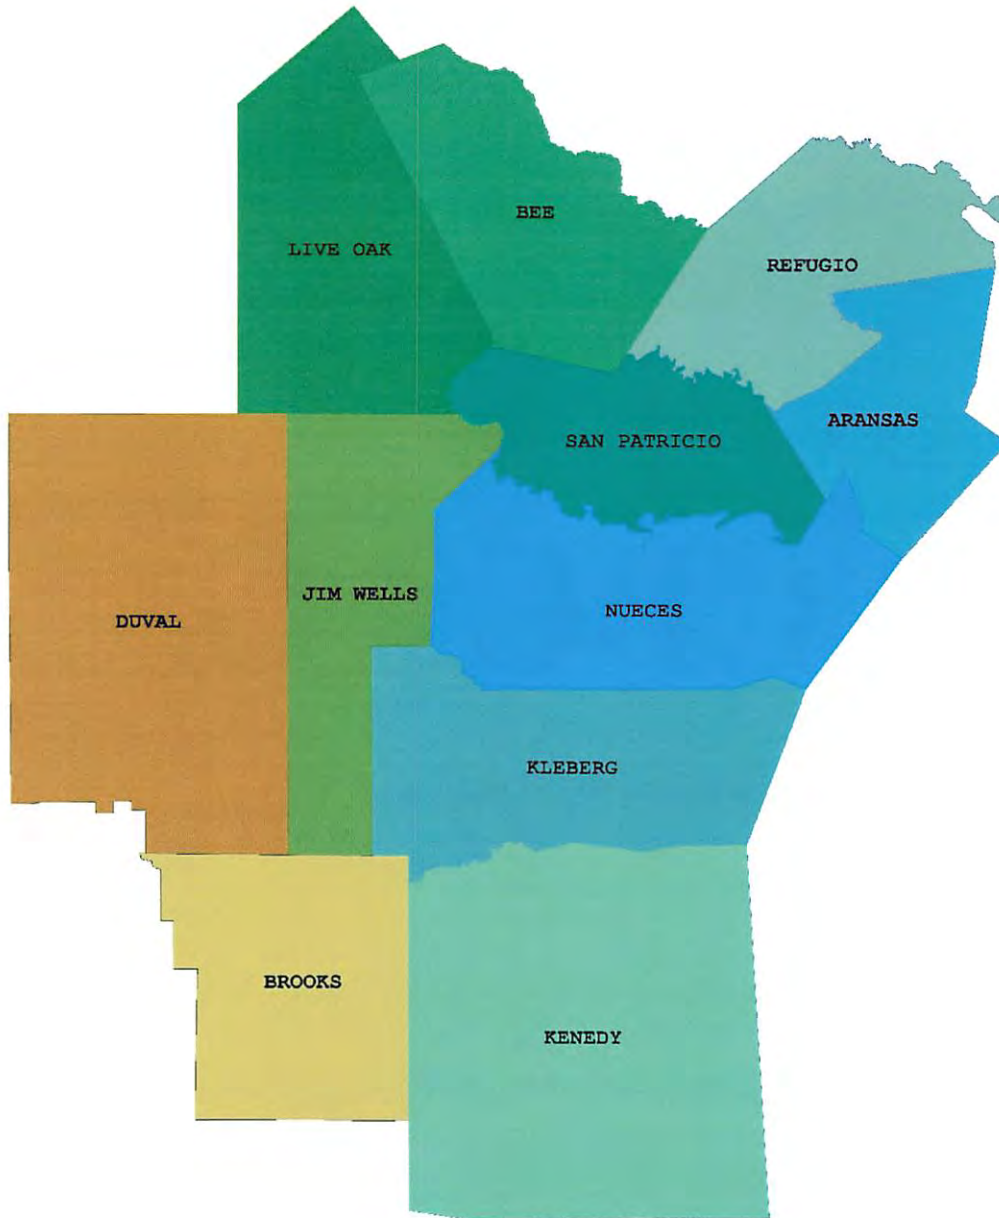 BEE
LIVE OAK
REFUGIO
ARANSAS
SAN PATRICIO
JIM WELLS
NUECES
DUVAL
KLEBERG
BROOKS
KENEDY